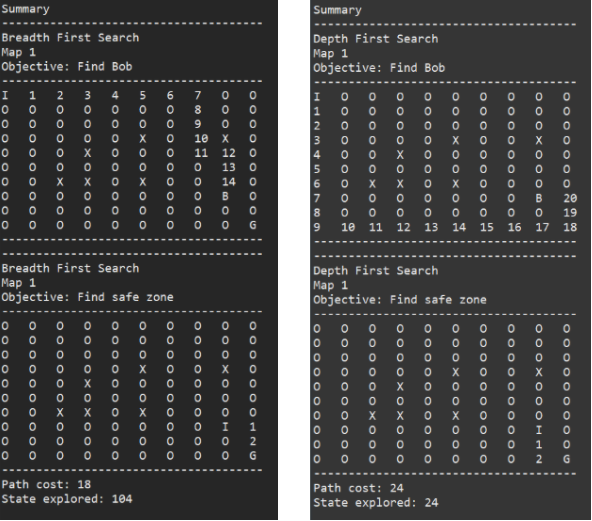 Summary
------------------------------------
Breadth First Search
Map 1
Objective: Find Bob
------------------------------------
I 1 2 3 4 5 6 7 O O
O O O O O O O 8 O O
O O O O O O O 9 O O
O O O O O X O 10 X O
O O O X O O O 11 12 O
O O O O O O O O 13 O
O O X X O X O O 14 O
O O O O O O O O B O
O O O O O O O O O O
O O O O O O O O O G
------------------------------------
------------------------------------
Breadth First Search
Map 1
Objective: Find safe zone
------------------------------------
O O O O O O O O O O
O O O O O O O O O O
O O O O O O O O O O
O O O O O X O O X O
O O O X O O O O O O
O O O O O O O O O O
O O X X O X O O O O
O O O O O O O O I 1
O O O O O O O O O 2
O O O O O O O O O G
------------------------------------
Path cost: 18
State explored: 104
Summary
------------------------------------
Depth First Search
Map 1
Objective: Find Bob
------------------------------------
I O O O O O O O O O
1 O O O O O O O O O
2 O O O O O O O O O
3 O O O O X O O X O
4 O O X O O O O O O
5 O O O O O O O O O
6 O X X O X O O O O
7 O O O O O O O B 20
8 O O O O O O O O 19
9 10 11 12 13 14 15 16 17 18
------------------------------------
------------------------------------
Depth First Search
Map 1
Objective: Find safe zone
------------------------------------
O O O O O O O O O O
O O O O O O O O O O
O O O O O O O O O O
O O O O O X O O X O
O O O X O O O O O O
O O O O O O O O O O
O O X X O X O O O O
O O O O O O O O I O
O O O O O O O O 1 O
O O O O O O O O 2 G
------------------------------------
Path cost: 24
State explored: 24